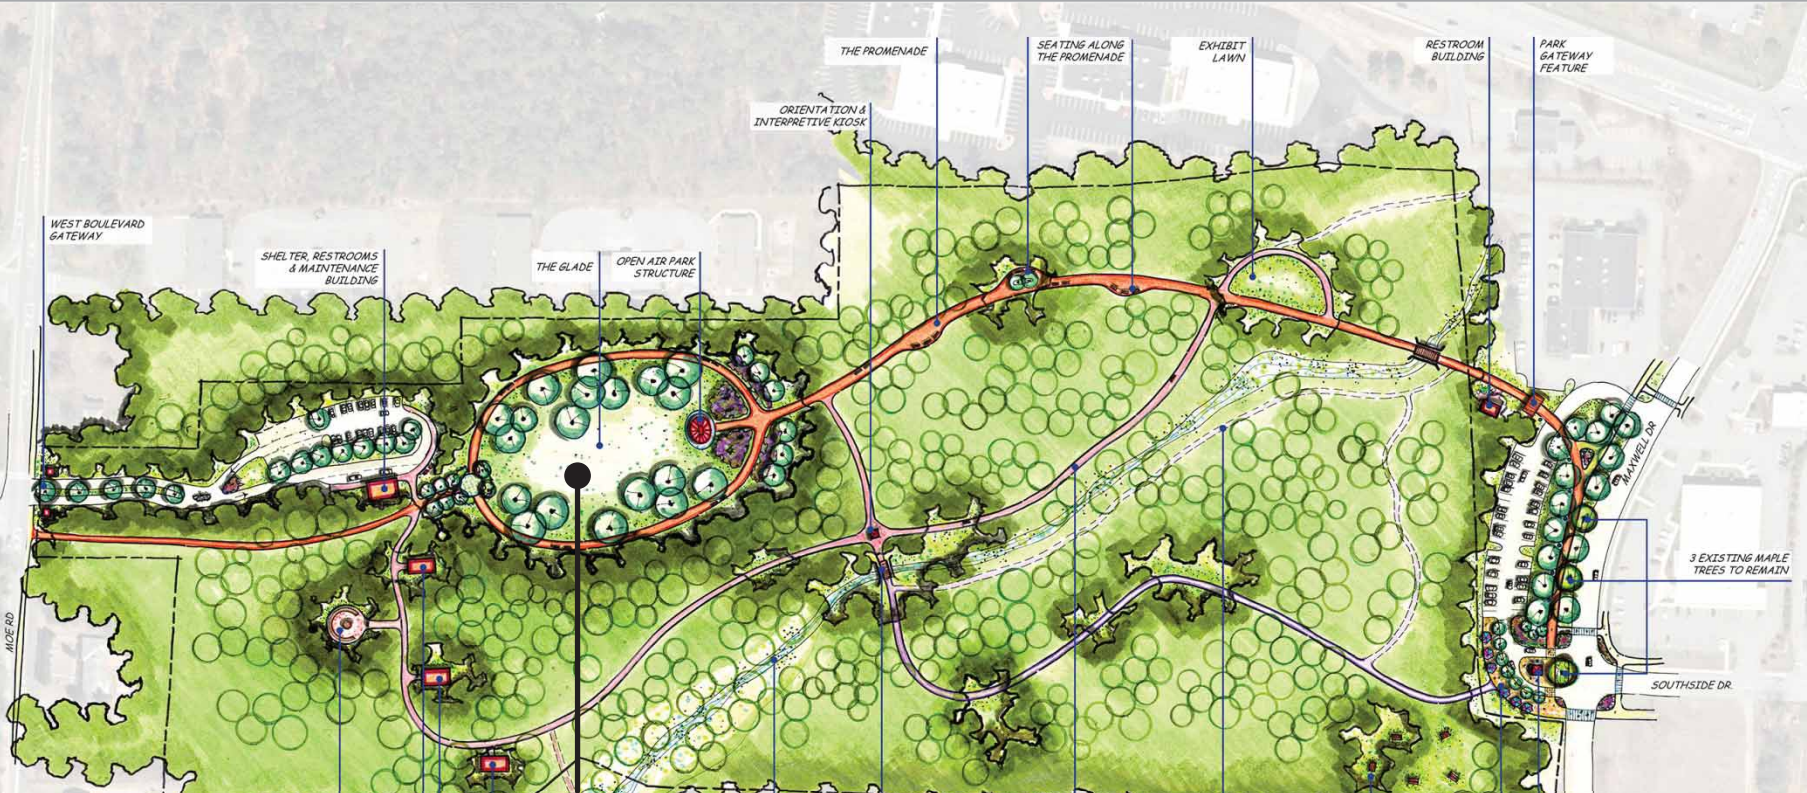 THE PROMENADE
SEATING ALONG
THE PROMENADE
EXHIBIT
LAWN
RESTROOM
BUILDING
PARK
GATEWAY
FEATURE
ORIENTATION &
INTERPRETIVE KIOSK
WEST BOULEVARD
GATEWAY
SHELTER, RESTROOMS
& MAINTENANCE
BUILDING
THE GLADE
OPEN AIR PARK
STRUCTURE
MAXWELL DR
3 EXISTING MAPLE
TREES TO REMAIN
MOE RD
SOUTHSIDE DR.